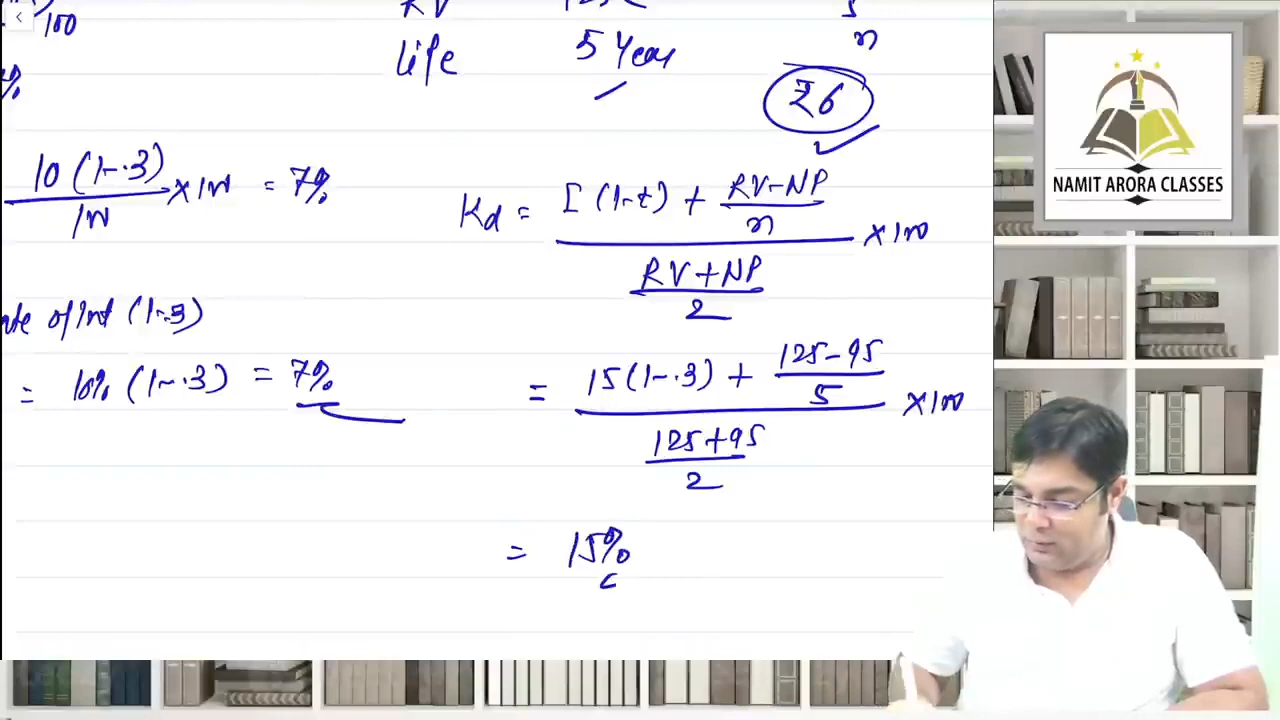 100
RV
life 5 Year
n
₹6
%
10 (1-.3) / 100 × 100 = 7%
Kd = I (1-t) + RV-NP / n × 100
RV+NP / 2
of int (1-.3)
= 10% (1-.3) = 7%
= 15 (1-.3) + 125-95 / 5 × 100
125+95 / 2
= 15%
NAMIT ARORA CLASSES